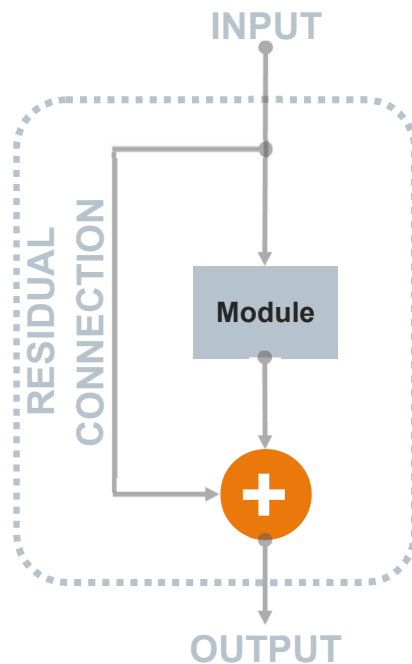 INPUT
RESIDUAL
CONNECTION
Module
+
OUTPUT